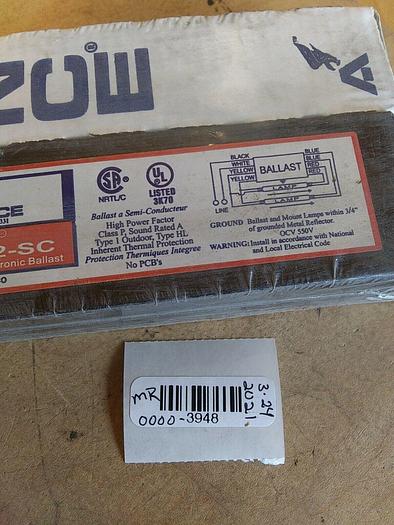 NCE
A
CE
2-SC
ronic Ballast
NRTL/C
UL
LISTED
3K70
Ballast a Semi-Conducteur
High Power Factor
Class P, Sound Rated A
Type 1 Outdoor, Type HL
Inherent Thermal Protection
Protection Thermiques Integree
No PCB's
BLACK
WHITE
YELLOW
YELLOW
BALLAST
BLUE
BLUE
RED
RED
LAMP
LAMP
LINE
GROUND Ballast and Mount Lamps within 3/4"
of grounded Metal Reflector.
OCV 550V
WARNING: Install in accordance with National
and Local Electrical Code
MR
0000-3948
3-24
2021